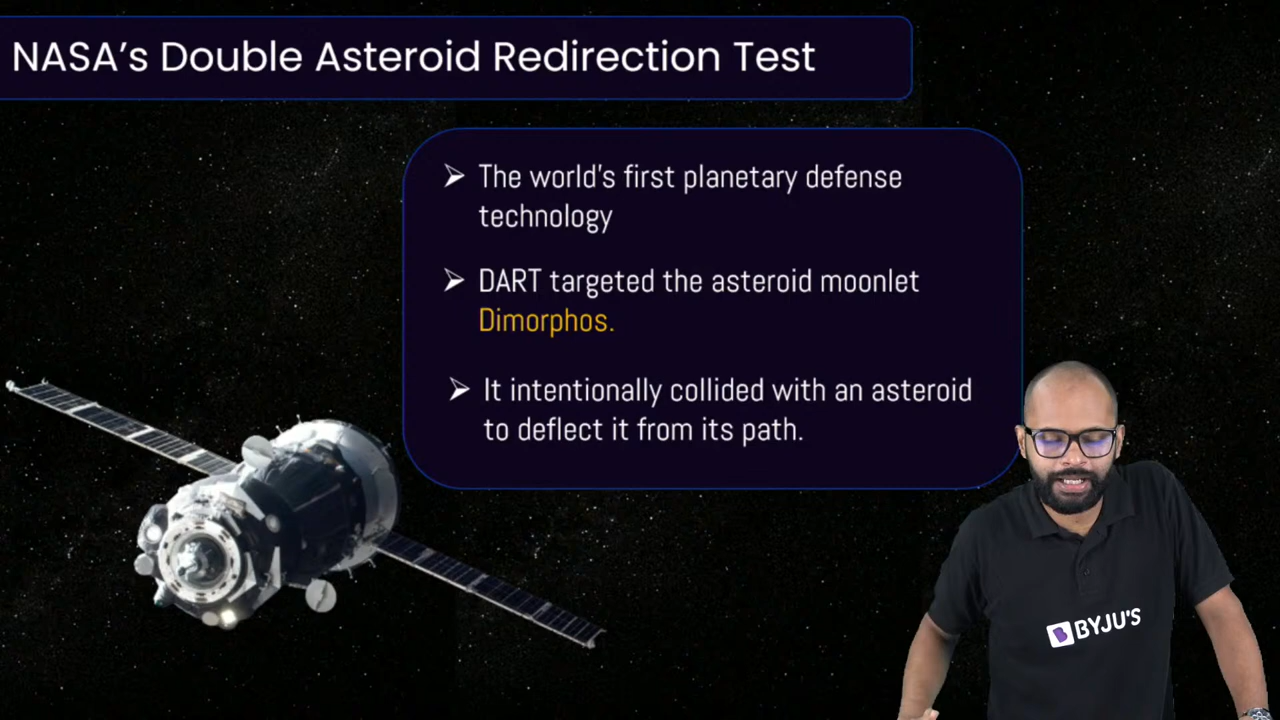 NASA's Double Asteroid Redirection Test
➢ The world's first planetary defense
technology
➢ DART targeted the asteroid moonlet
Dimorphos.
➢ It intentionally collided with an asteroid
to deflect it from its path.
BYJU'S